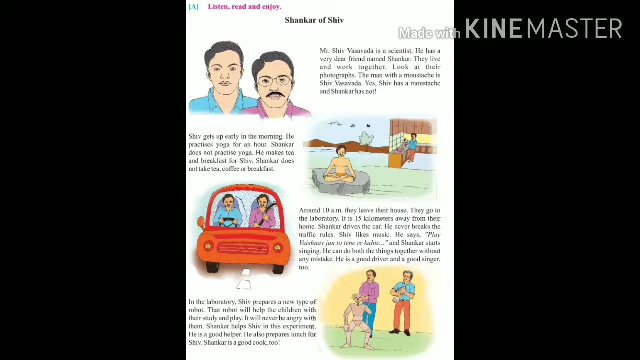 [A] Listen, read and enjoy.
Made with KINEMASTER
Shankar of Shiv
Mr. Shiv Vasavada is a scientist. He has a
very dear friend named Shankar. They live
and work together. Look at their
photographs. The man with a moustache is
Shiv Vasavada. Yes, Shiv has a moustache
and Shankar has not!
Shiv gets up early in the morning. He
practises yoga for an hour. Shankar
does not practise yoga. He makes tea
and breakfast for Shiv. Shankar does
not take tea, coffee or breakfast.
Around 10 a.m. they leave their house. They go to
the laboratory. It is 15 kilometers away from their
home. Shankar drives the car. He never breaks the
traffic rules. Shiv likes music. He says, "Play
Vaishnav jan to tene re kahie..." and Shankar starts
singing. He can do both the things together without
any mistake. He is a good driver and a good singer,
too.
In the laboratory, Shiv prepares a new type of
robot. That robot will help the children with
their study and play. It will never be angry with
them. Shankar helps Shiv in this experiment.
He is a good helper. He also prepares lunch for
Shiv. Shankar is a good cook, too!